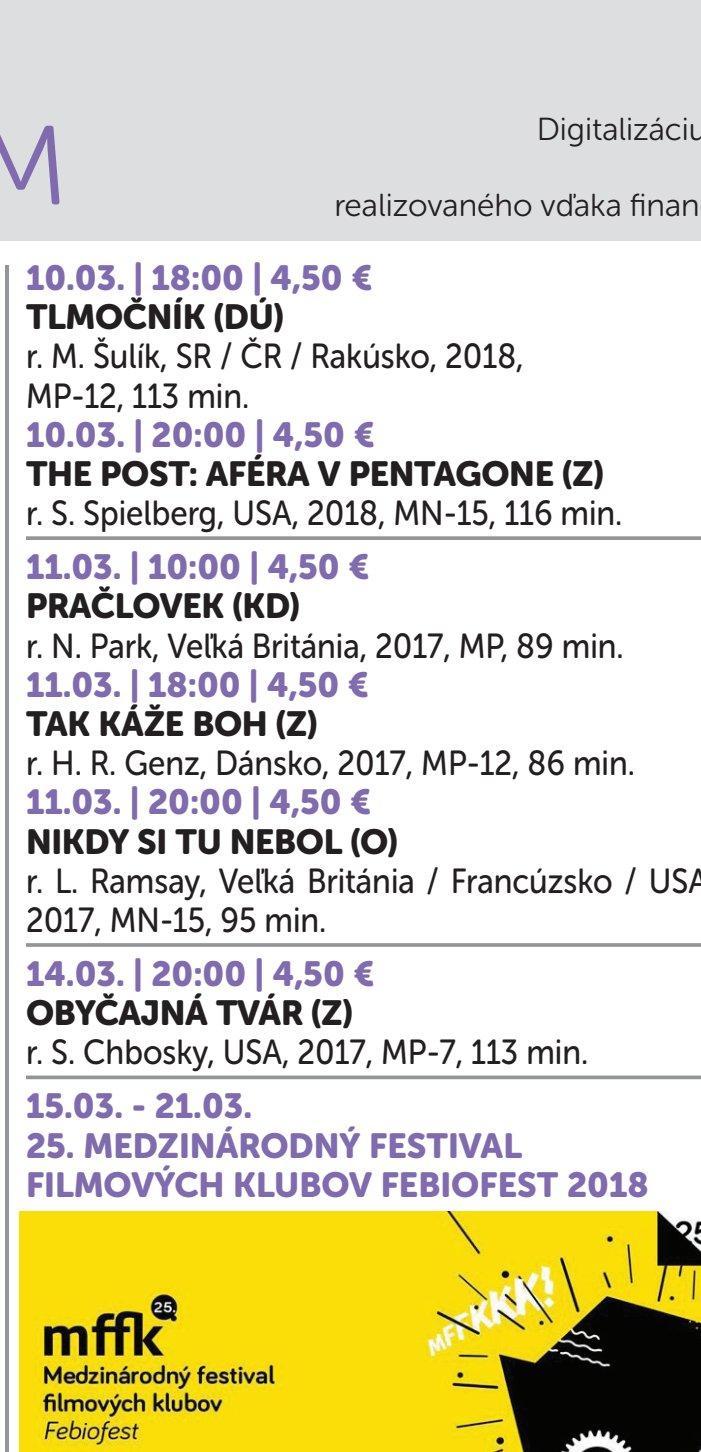 M
Digitalizáciu
realizovaného vďaka finan
10.03. | 18:00 | 4,50 €
TLMOČNÍK (DÚ)
r. M. Šulík, SR / ČR / Rakúsko, 2018,
MP-12, 113 min.
10.03. | 20:00 | 4,50 €
THE POST: AFÉRA V PENTAGONE (Z)
r. S. Spielberg, USA, 2018, MN-15, 116 min.
11.03. | 10:00 | 4,50 €
PRAČLOVEK (KD)
r. N. Park, Veľká Británia, 2017, MP, 89 min.
11.03. | 18:00 | 4,50 €
TAK KÁŽE BOH (Z)
r. H. R. Genz, Dánsko, 2017, MP-12, 86 min.
11.03. | 20:00 | 4,50 €
NIKDY SI TU NEBOL (O)
r. L. Ramsay, Veľká Británia / Francúzsko / USA
2017, MN-15, 95 min.
14.03. | 20:00 | 4,50 €
OBYČAJNÁ TVÁR (Z)
r. S. Chbosky, USA, 2017, MP-7, 113 min.
15.03. - 21.03.
25. MEDZINÁRODNÝ FESTIVAL
FILMOVÝCH KLUBOV FEBIOFEST 2018
25
MFFKKK!
25.
mffk
Medzinárodný festival
filmových klubov
Febiofest